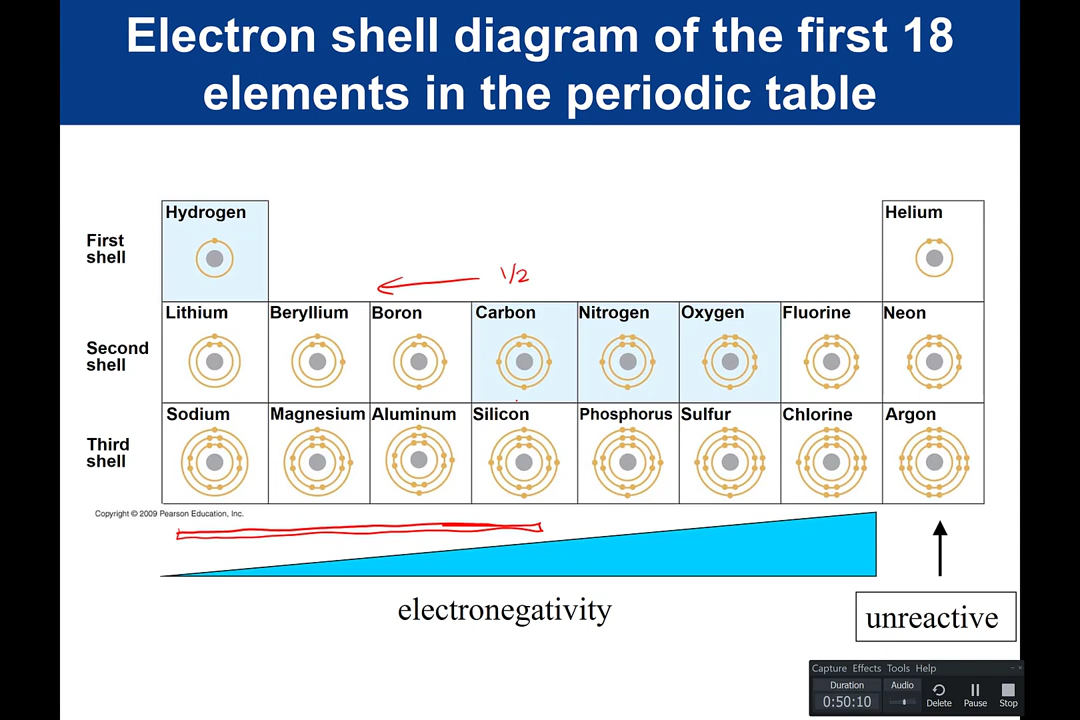 Electron shell diagram of the first 18
elements in the periodic table
Hydrogen
Helium
First
shell
1/2
Lithium
Beryllium
Boron
Carbon
Nitrogen
Oxygen
Fluorine
Neon
Second
shell
Sodium
Magnesium
Aluminum
Silicon
Phosphorus
Sulfur
Chlorine
Argon
Third
shell
Copyright © 2009 Pearson Education, Inc.
electronegativity
unreactive
Capture Effects Tools Help
Duration
Audio
0:50:10
Delete
Pause
Stop